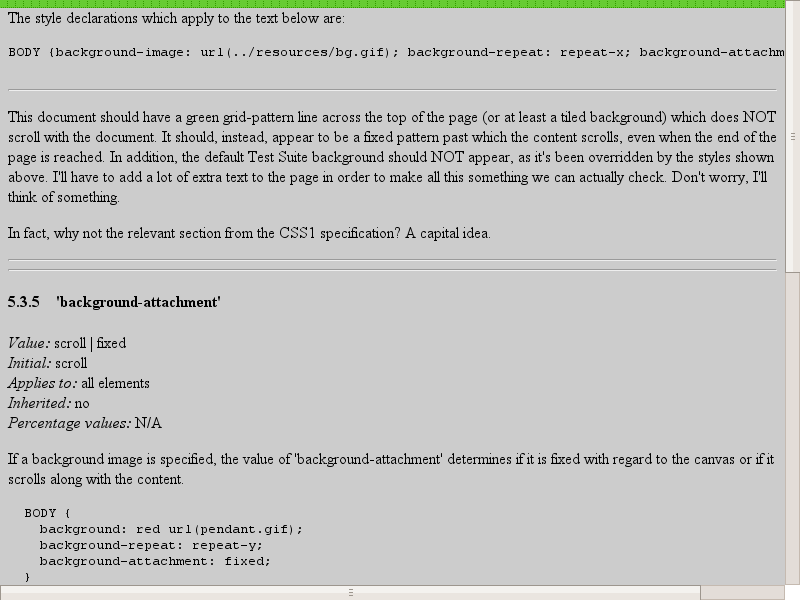 The style declarations which apply to the text below are:
BODY {background-image: url(../resources/bg.gif); background-repeat: repeat-x; background-attachm
This document should have a green grid-pattern line across the top of the page (or at least a tiled background) which does NOT
scroll with the document. It should, instead, appear to be a fixed pattern past which the content scrolls, even when the end of the
page is reached. In addition, the default Test Suite background should NOT appear, as it's been overridden by the styles shown
above. I'll have to add a lot of extra text to the page in order to make all this something we can actually check. Don't worry, I'll
think of something.
In fact, why not the relevant section from the CSS1 specification? A capital idea.
5.3.5 'background-attachment'
Value: scroll | fixed
Initial: scroll
Applies to: all elements
Inherited: no
Percentage values: N/A
If a background image is specified, the value of 'background-attachment' determines if it is fixed with regard to the canvas or if it
scrolls along with the content.
BODY {
background: red url(pendant.gif);
background-repeat: repeat-y;
background-attachment: fixed;
}